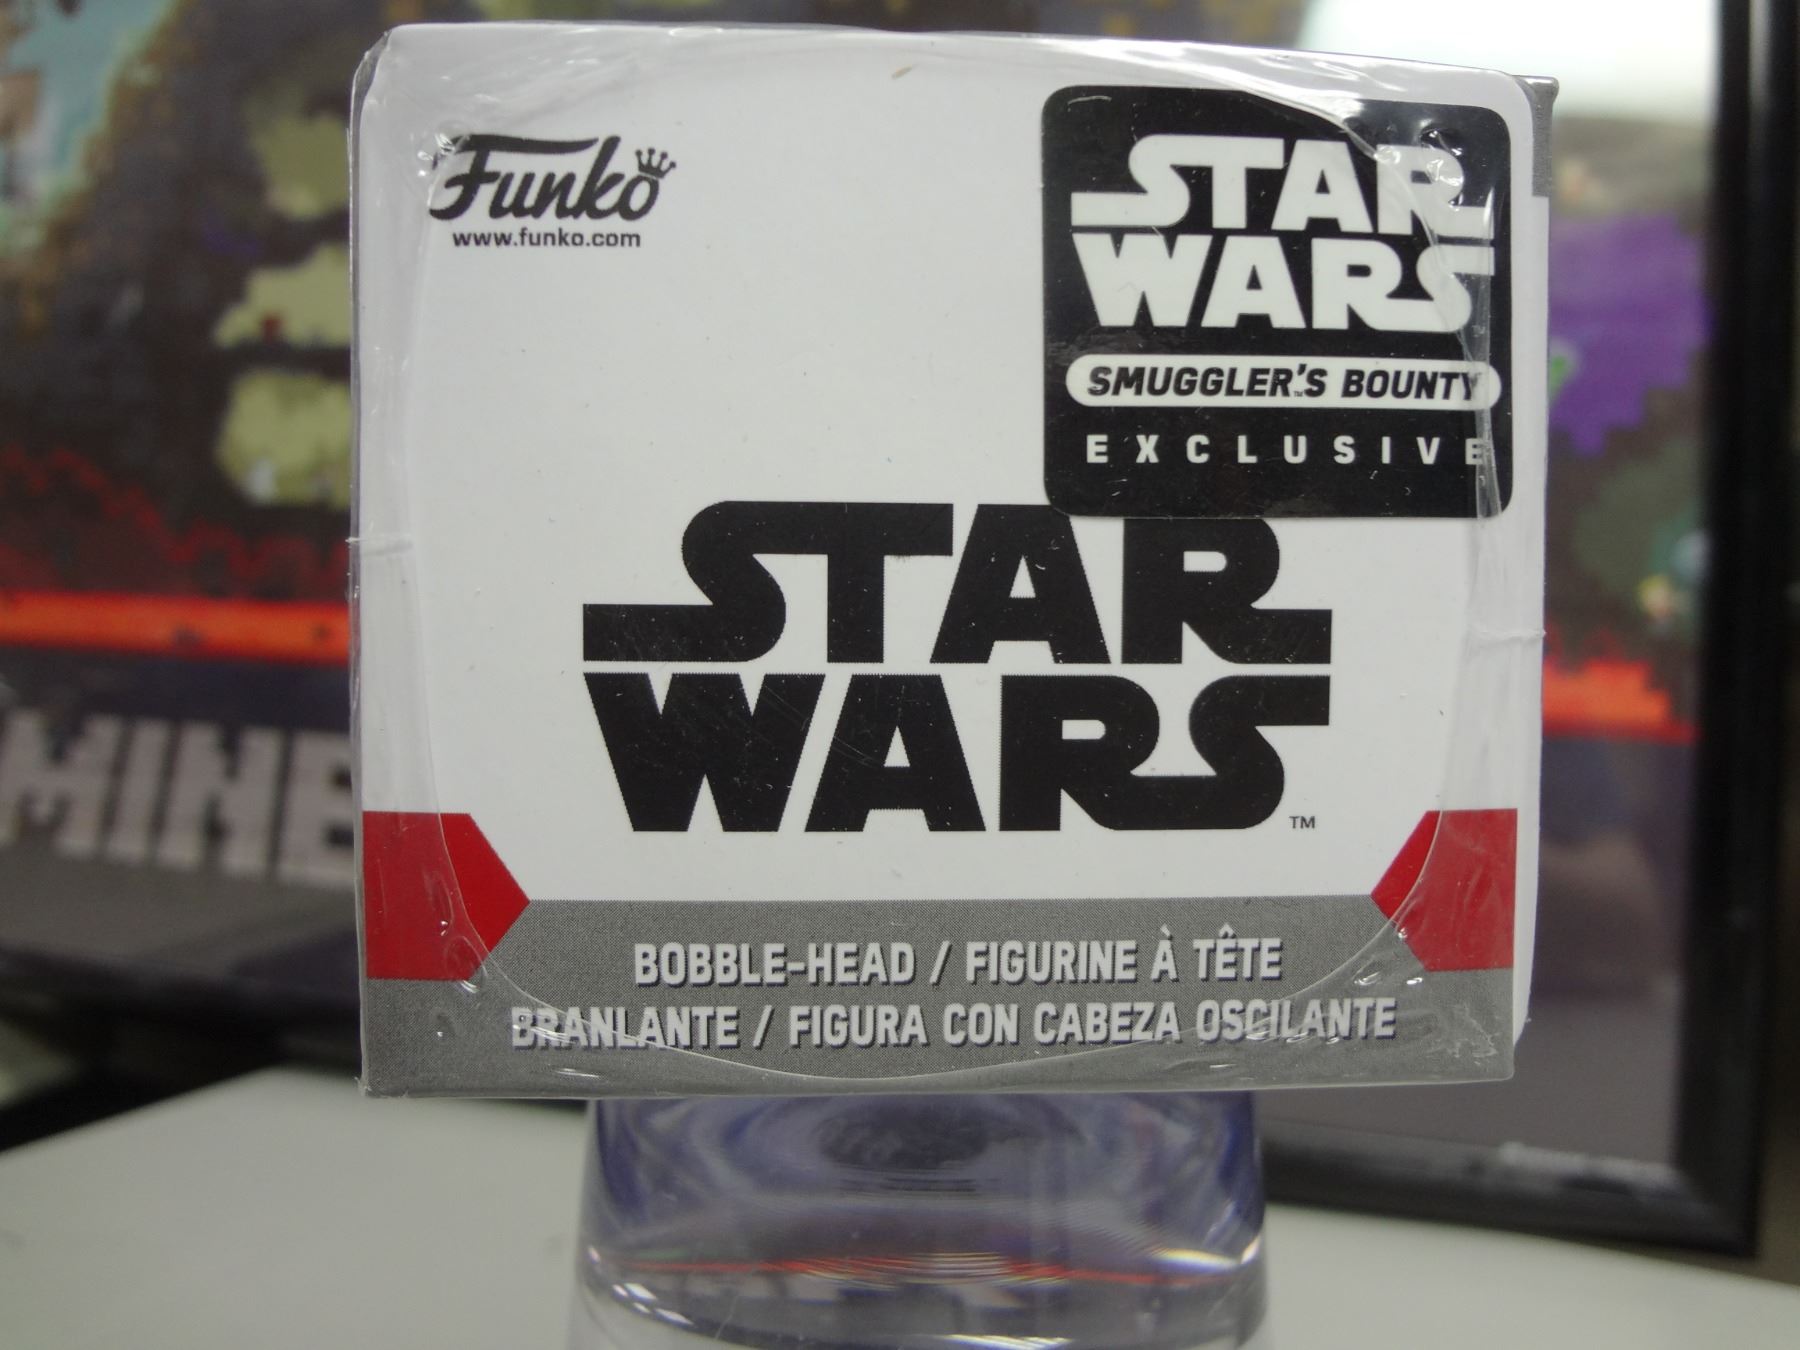 Funko
www.funko.com
STAR
WARS
SMUGGLER'S BOUNTY
EXCLUSIVE
STAR
WARS
TM
BOBBLE-HEAD / FIGURINE À TÊTE
BRANLANTE / FIGURA CON CABEZA OSCILANTE
MINE